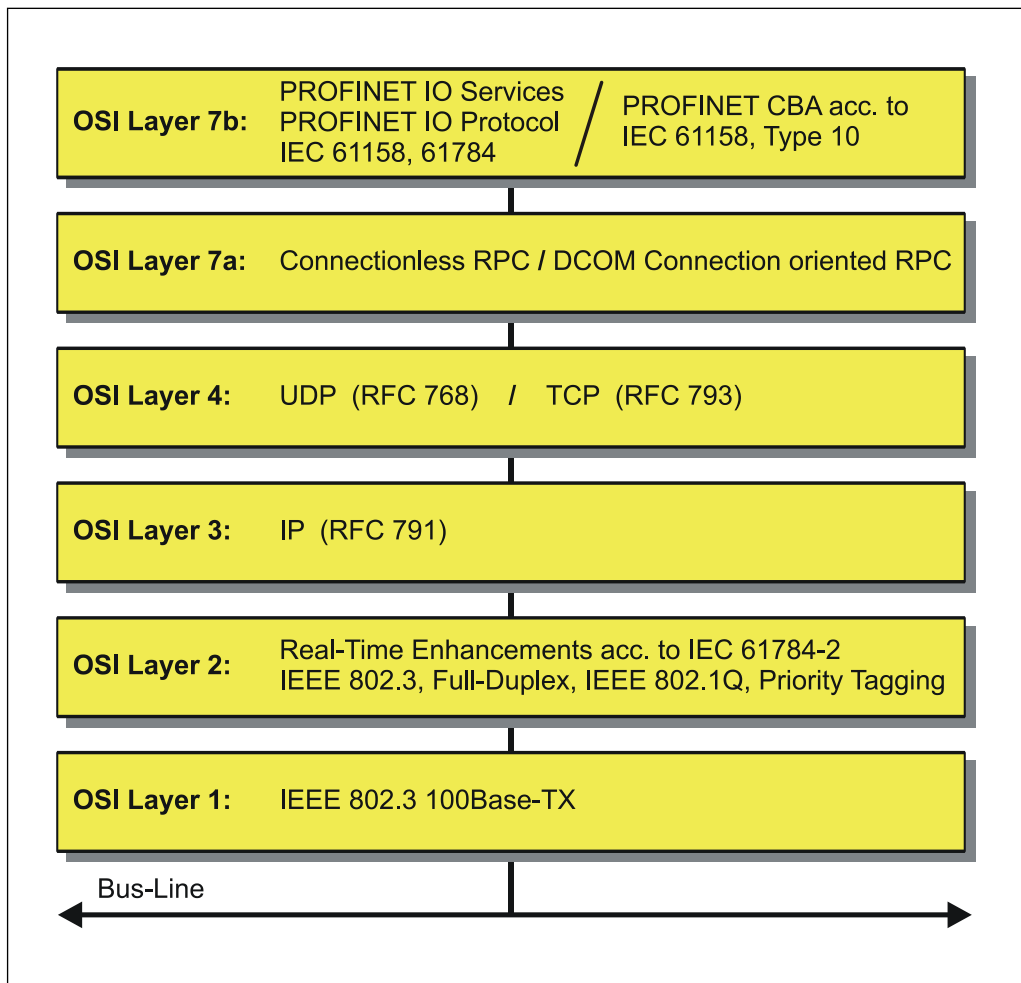 OSI Layer 7b:
PROFINET IO Services
PROFINET IO Protocol
IEC 61158, 61784
/
PROFINET CBA acc. to
IEC 61158, Type 10
OSI Layer 7a: Connectionless RPC / DCOM Connection oriented RPC
OSI Layer 4: UDP (RFC 768) / TCP (RFC 793)
OSI Layer 3: IP (RFC 791)
OSI Layer 2:
Real-Time Enhancements acc. to IEC 61784-2
IEEE 802.3, Full-Duplex, IEEE 802.1Q, Priority Tagging
OSI Layer 1: IEEE 802.3 100Base-TX
Bus-Line